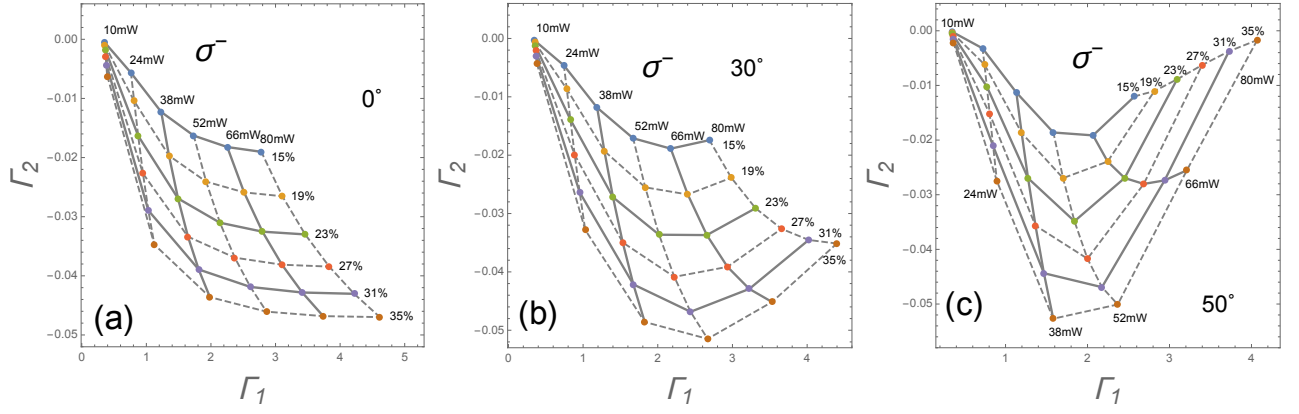 10mW
24mW
38mW
52mW
66mW
80mW
σ⁻
0°
15%
19%
23%
27%
31%
35%
(a)
0.00
−0.01
−0.02
−0.03
−0.04
−0.05
Γ₂
0 1 2 3 4 5
Γ₁
10mW
24mW
38mW
52mW
66mW
80mW
σ⁻ 30°
15%
19%
23%
27%
31%
35%
(b)
0.00
−0.01
−0.02
−0.03
−0.04
−0.05
Γ₂
0 1 2 3 4
Γ₁
10mW
σ⁻
15%
19%
23%
27%
31%
35%
80mW
66mW
24mW
52mW
38mW
50°
(c)
0.00
−0.01
−0.02
−0.03
−0.04
−0.05
Γ₂
1 2 3 4
Γ₁